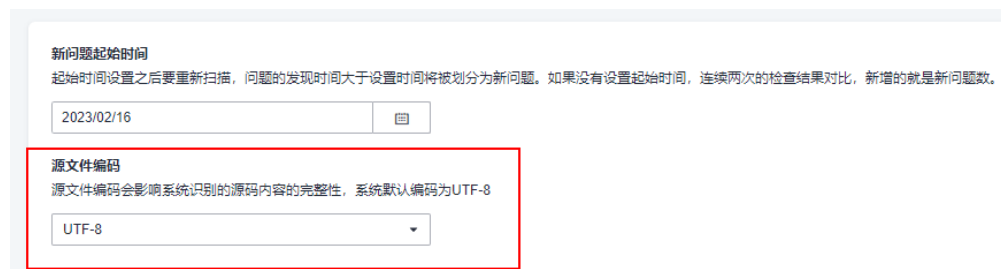 新问题起始时间
起始时间设置之后要重新扫描，问题的发现时间大于设置时间将被划分为新问题。如果没有设置起始时间，连续两次的检查结果对比，新增的就是新问题数。
2023/02/16
源文件编码
源文件编码会影响系统识别的源码内容的完整性，系统默认编码为UTF-8
UTF-8